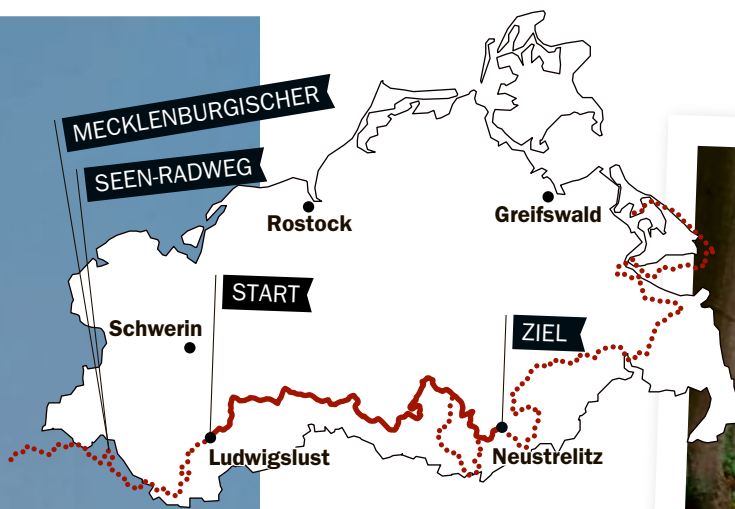 MECKLENBURGISCHER
SEEN-RADWEG
Rostock
Greifswald
START
Schwerin
ZIEL
Ludwigslust
Neustrelitz